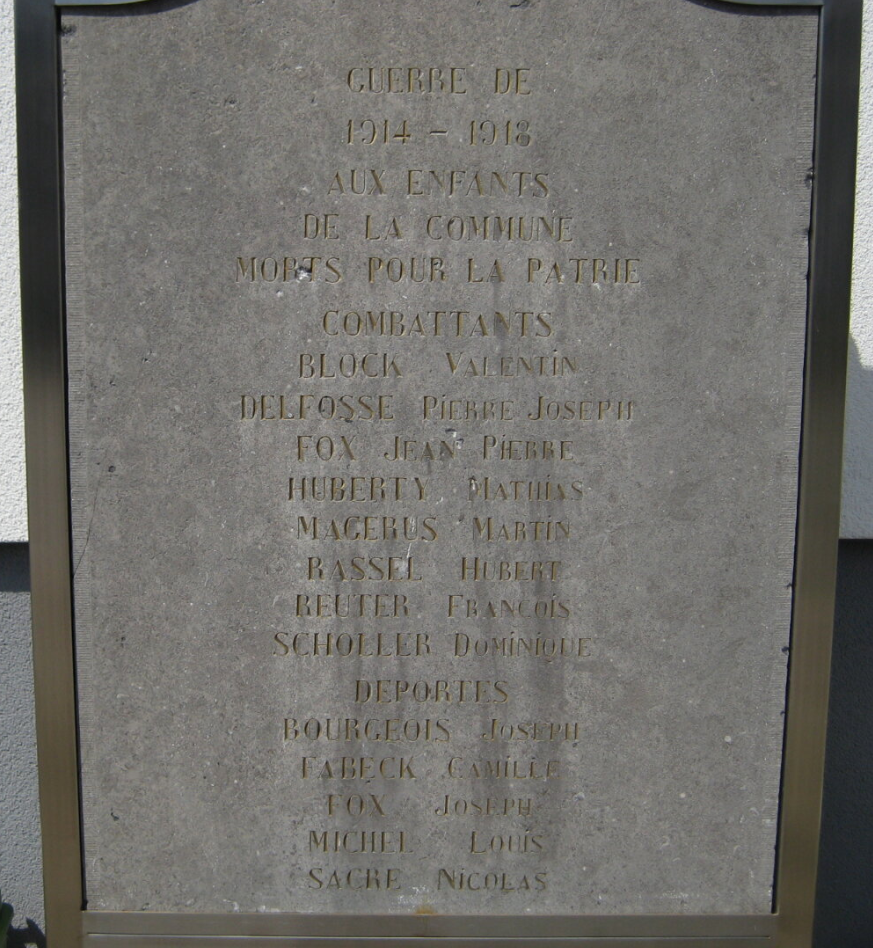 GUERRE DE
1914 - 1918
AUX ENFANTS
DE LA COMMUNE
MORTS POUR LA PATRIE
COMBATTANTS
BLOCK VALENTIN
DELFOSSE PIERRE JOSEPH
FOX JEAN PIERRE
HUBERTY MATHIAS
MAGERUS MARTIN
RASSEL HUBERT
REUTER FRANCOIS
SCHOLLER DOMINIQUE
DEPORTES
BOURGEOIS JOSEPH
FABECK CAMILLE
FOX JOSEPH
MICHEL LOUIS
SACRE NICOLAS